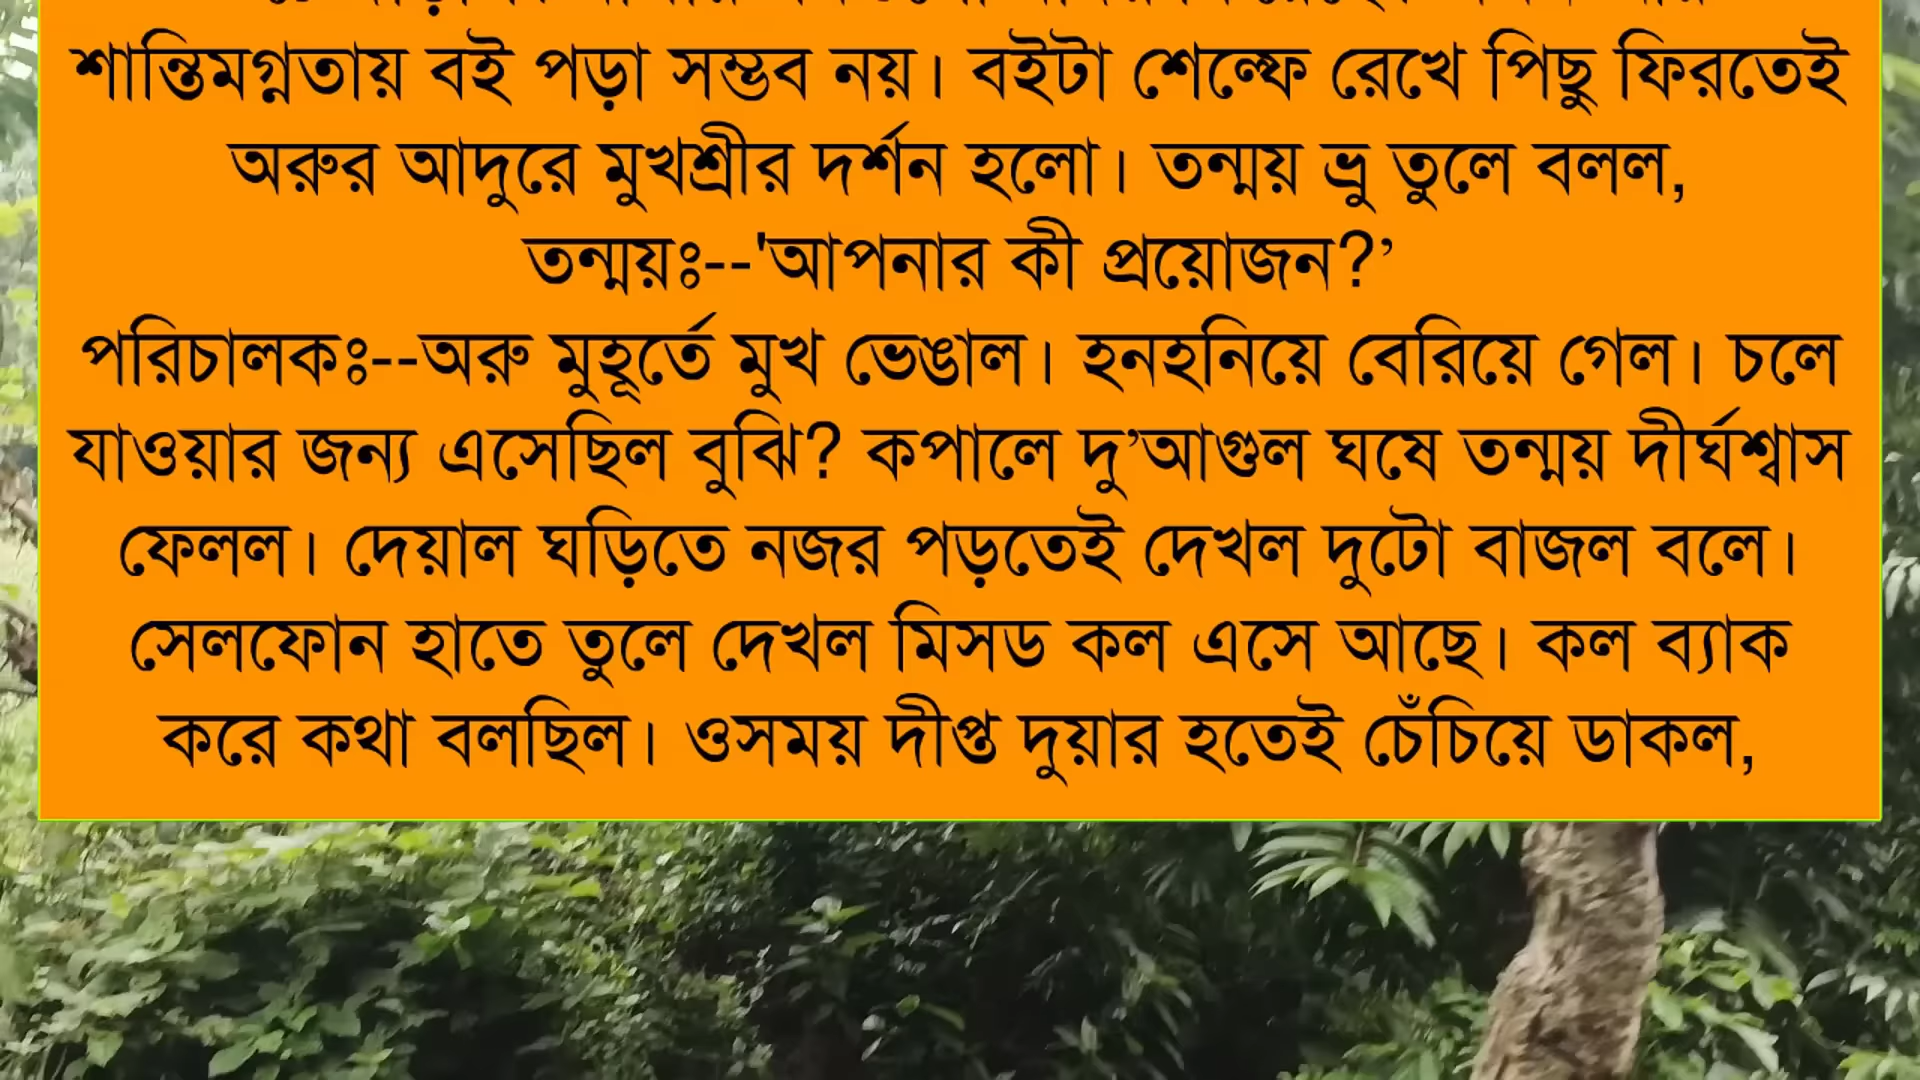 শান্তিমগ্নতায় বই পড়া সম্ভব নয়। বইটা শেল্ফে রেখে পিছু ফিরতেই
অরুর আদুরে মুখশ্রীর দর্শন হলো। তন্ময় ভ্রু তুলে বলল,
তন্ময়ঃ--'আপনার কী প্রয়োজন?’
পরিচালকঃ--অরু মুহূর্তে মুখ ভেঙাল। হনহনিয়ে বেরিয়ে গেল। চলে
যাওয়ার জন্য এসেছিল বুঝি? কপালে দু’আগুল ঘষে তন্ময় দীর্ঘশ্বাস
ফেলল। দেয়াল ঘড়িতে নজর পড়তেই দেখল দুটো বাজল বলে।
সেলফোন হাতে তুলে দেখল মিসড কল এসে আছে। কল ব্যাক
করে কথা বলছিল। ওসময় দীপ্ত দুয়ার হতেই চেঁচিয়ে ডাকল,